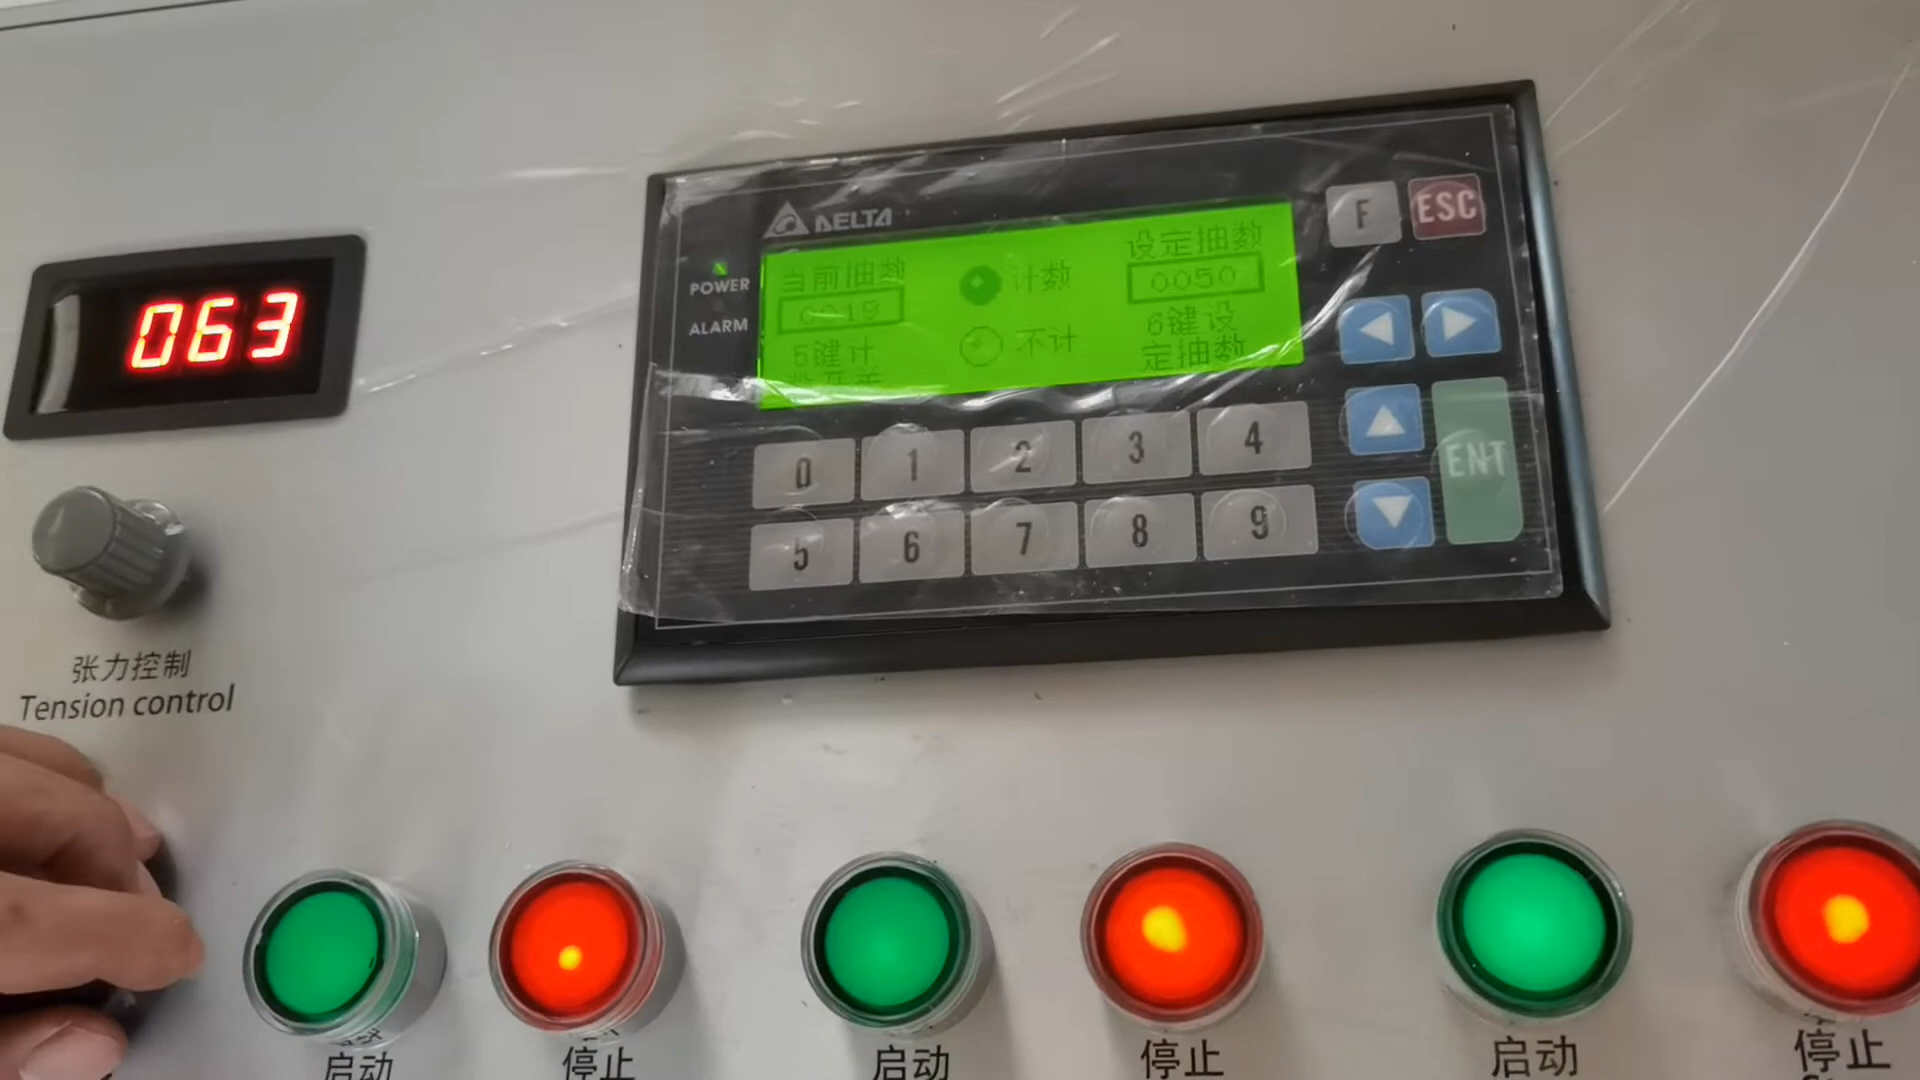 063
DELTA
POWER
ALARM
当前抽数
0019
5键计
计数
不计
设定抽数
0050
6键设
定抽数
F
ESC
0 1 2 3 4
5 6 7 8 9
ENT
张力控制
Tension control
启动
停止
启动
停止
启动
停止